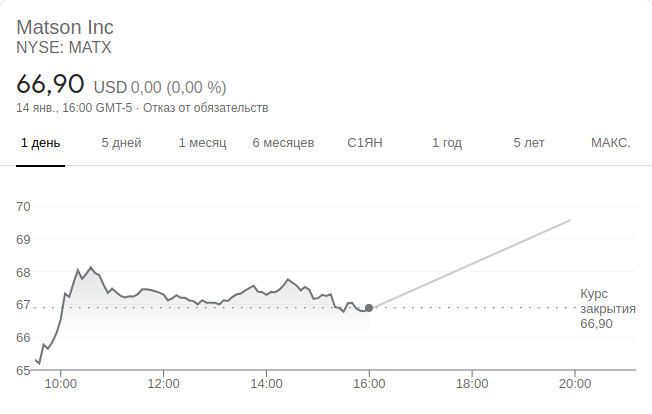 Matson Inc
NYSE: MATX
66,90 USD 0,00 (0,00 %)
14 янв., 16:00 GMT-5 · Отказ от обязательств
1 день 5 дней 1 месяц 6 месяцев С1ЯН 1 год 5 лет МАКС.
70
69
68
67
66
65
Курс
закрытия
66,90
10:00 12:00 14:00 16:00 18:00 20:00